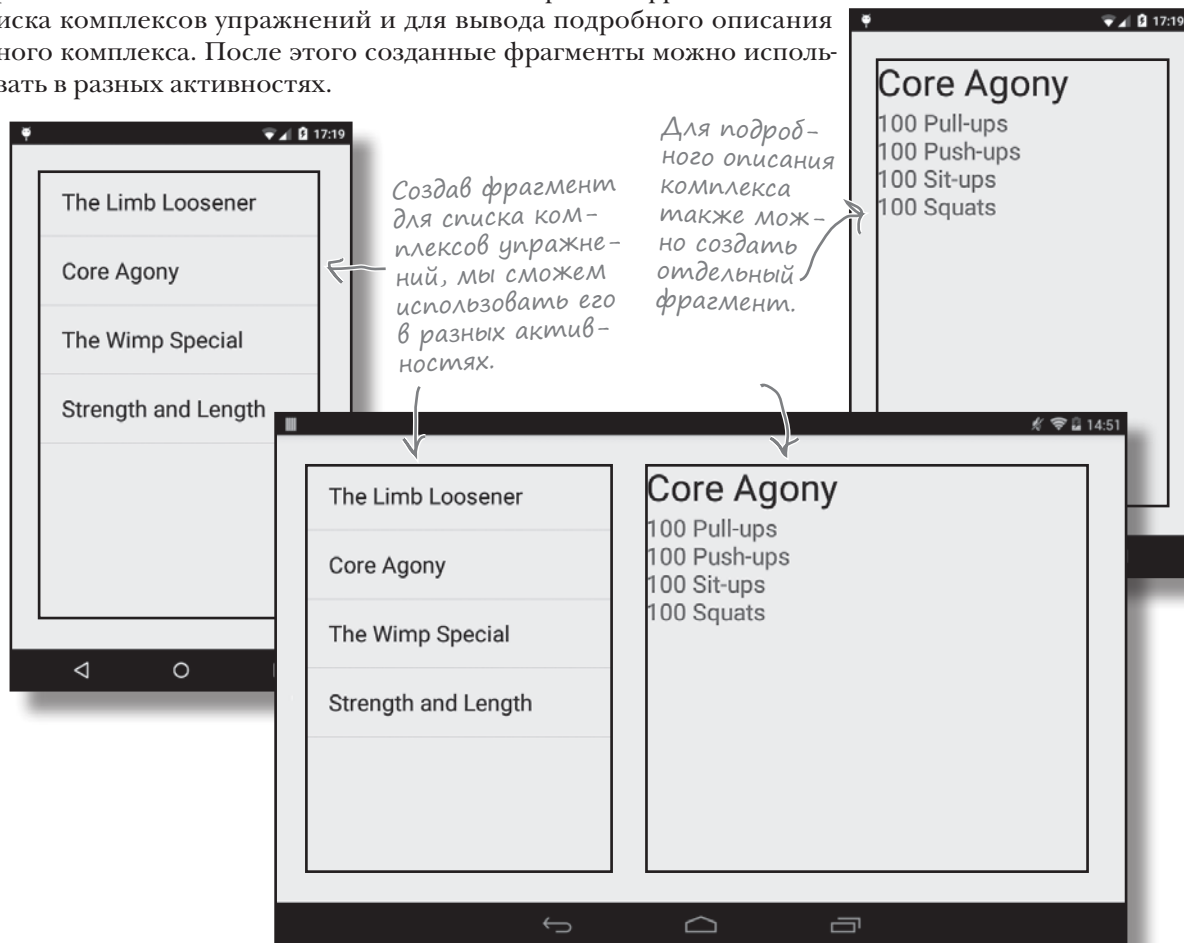 иска комплексов упражнений и для вывода подробного описания
ного комплекса. После этого созданные фрагменты можно исполь-
вать в разных активностях.
17:19
The Limb Loosener
Core Agony
The Wimp Special
Strength and Length
Создав фрагмент
для списка ком-
плексов упражне-
ний, мы сможем
использовать его
в разных актив-
ностях.
Для подроб-
ного описания
комплекса
также мож-
но создать
отдельный
фрагмент.
17:19
Core Agony
100 Pull-ups
100 Push-ups
100 Sit-ups
100 Squats
14:51
The Limb Loosener
Core Agony
The Wimp Special
Strength and Length
Core Agony
100 Pull-ups
100 Push-ups
100 Sit-ups
100 Squats